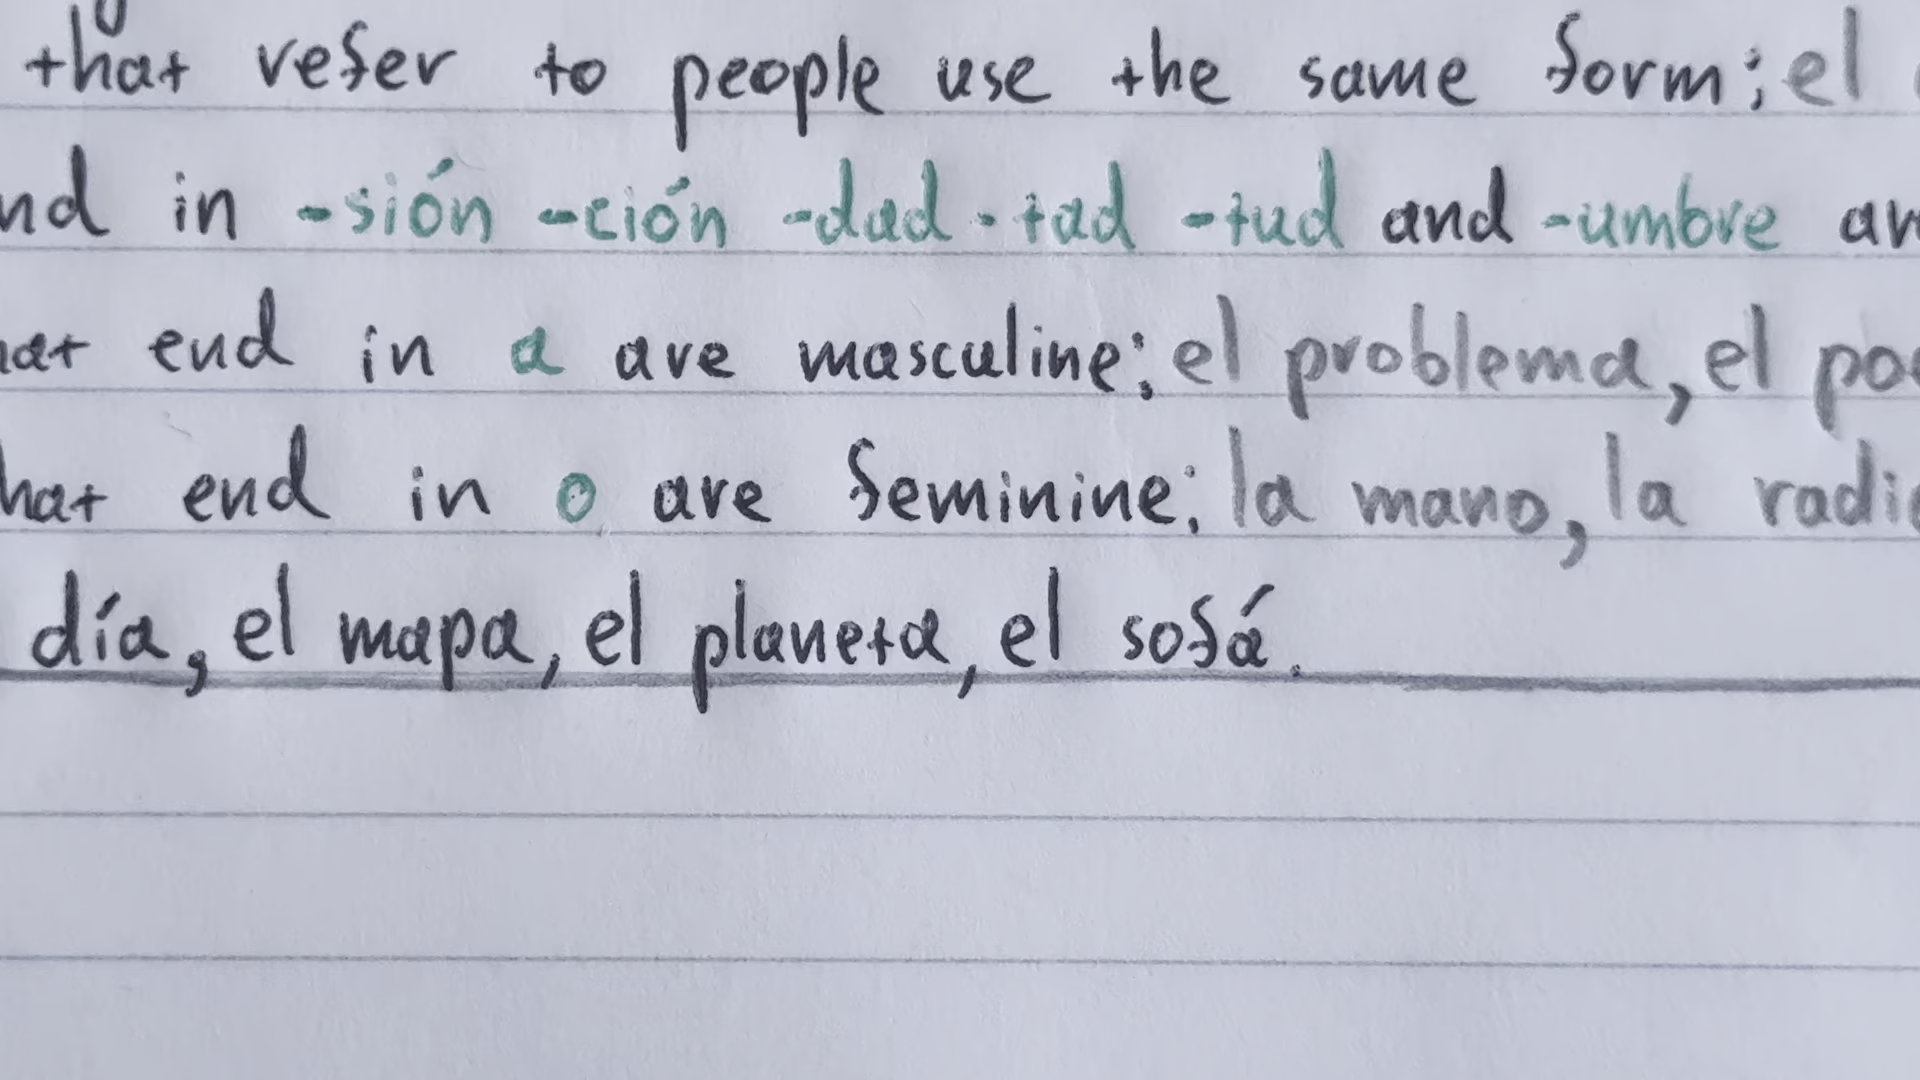 that refer to people use the same form; el
nd in -sión -ción -dad -tad -tud and -umbre ar
hat end in a are masculine; el problema, el po
hat end in o are feminine; la mano, la radio
día, el mapa, el planeta, el sofá.